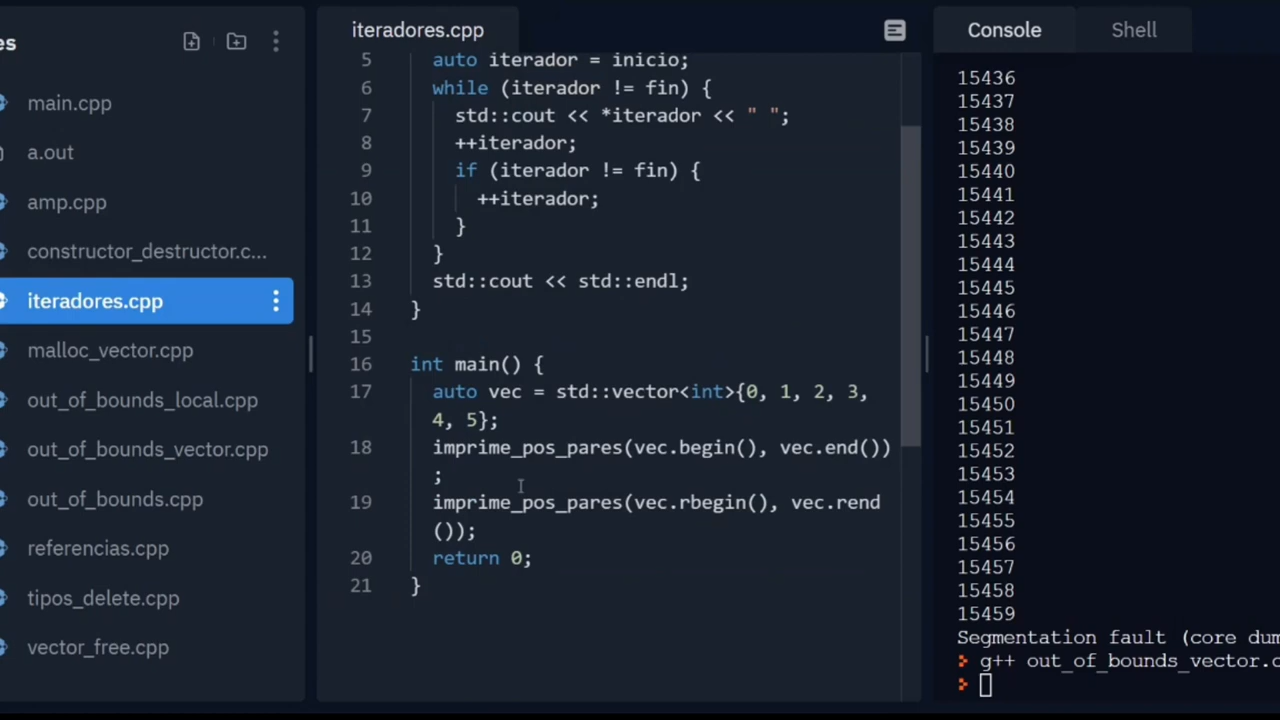 es
main.cpp
a.out
amp.cpp
constructor_destructor.c...
iteradores.cpp
malloc_vector.cpp
out_of_bounds_local.cpp
out_of_bounds_vector.cpp
out_of_bounds.cpp
referencias.cpp
tipos_delete.cpp
vector_free.cpp
iteradores.cpp
5 auto iterador = inicio;
6 while (iterador != fin) {
7 std::cout << *iterador << " ";
8 ++iterador;
9 if (iterador != fin) {
10 ++iterador;
11 }
12 }
13 std::cout << std::endl;
14 }
15
16 int main() {
17 auto vec = std::vector<int>{0, 1, 2, 3,
4, 5};
18 imprime_pos_pares(vec.begin(), vec.end())
;
19 imprime_pos_pares(vec.rbegin(), vec.rend
());
20 return 0;
21 }
Console Shell
15436
15437
15438
15439
15440
15441
15442
15443
15444
15445
15446
15447
15448
15449
15450
15451
15452
15453
15454
15455
15456
15457
15458
15459
Segmentation fault (core dum
> g++ out_of_bounds_vector.c
>